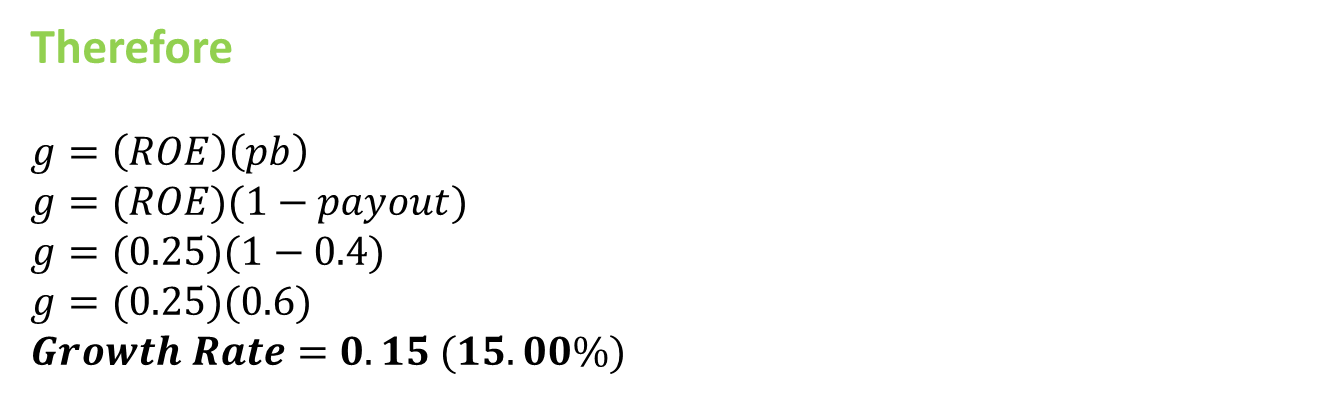 Therefore
g = (ROE)(pb)
g = (ROE)(1 − payout)
g = (0.25)(1 − 0.4)
g = (0.25)(0.6)
Growth Rate = 0.15 (15.00%)